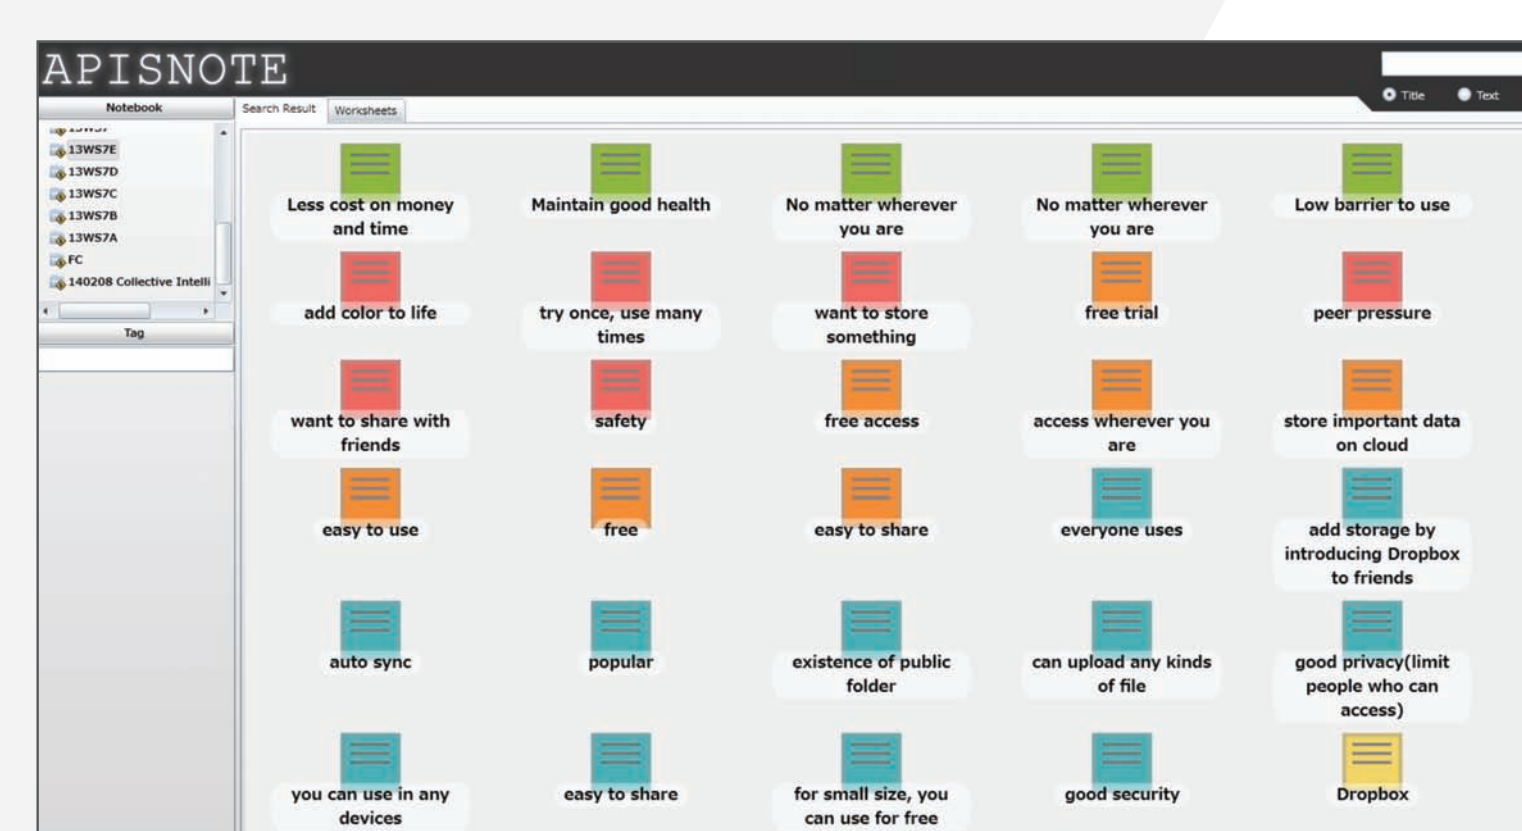 APISNOTE
Title
Text
Notebook
Search Result
Worksheets
13WS7E
13WS7D
13WS7C
13WS7B
13WS7A
FC
140208 Collective Intelli
Tag
Less cost on money
and time
Maintain good health
No matter wherever
you are
No matter wherever
you are
Low barrier to use
add color to life
try once, use many
times
want to store
something
free trial
peer pressure
want to share with
friends
safety
free access
access wherever you
are
store important data
on cloud
easy to use
free
easy to share
everyone uses
add storage by
introducing Dropbox
to friends
auto sync
popular
existence of public
folder
can upload any kinds
of file
good privacy(limit
people who can
access)
you can use in any
devices
easy to share
for small size, you
can use for free
good security
Dropbox